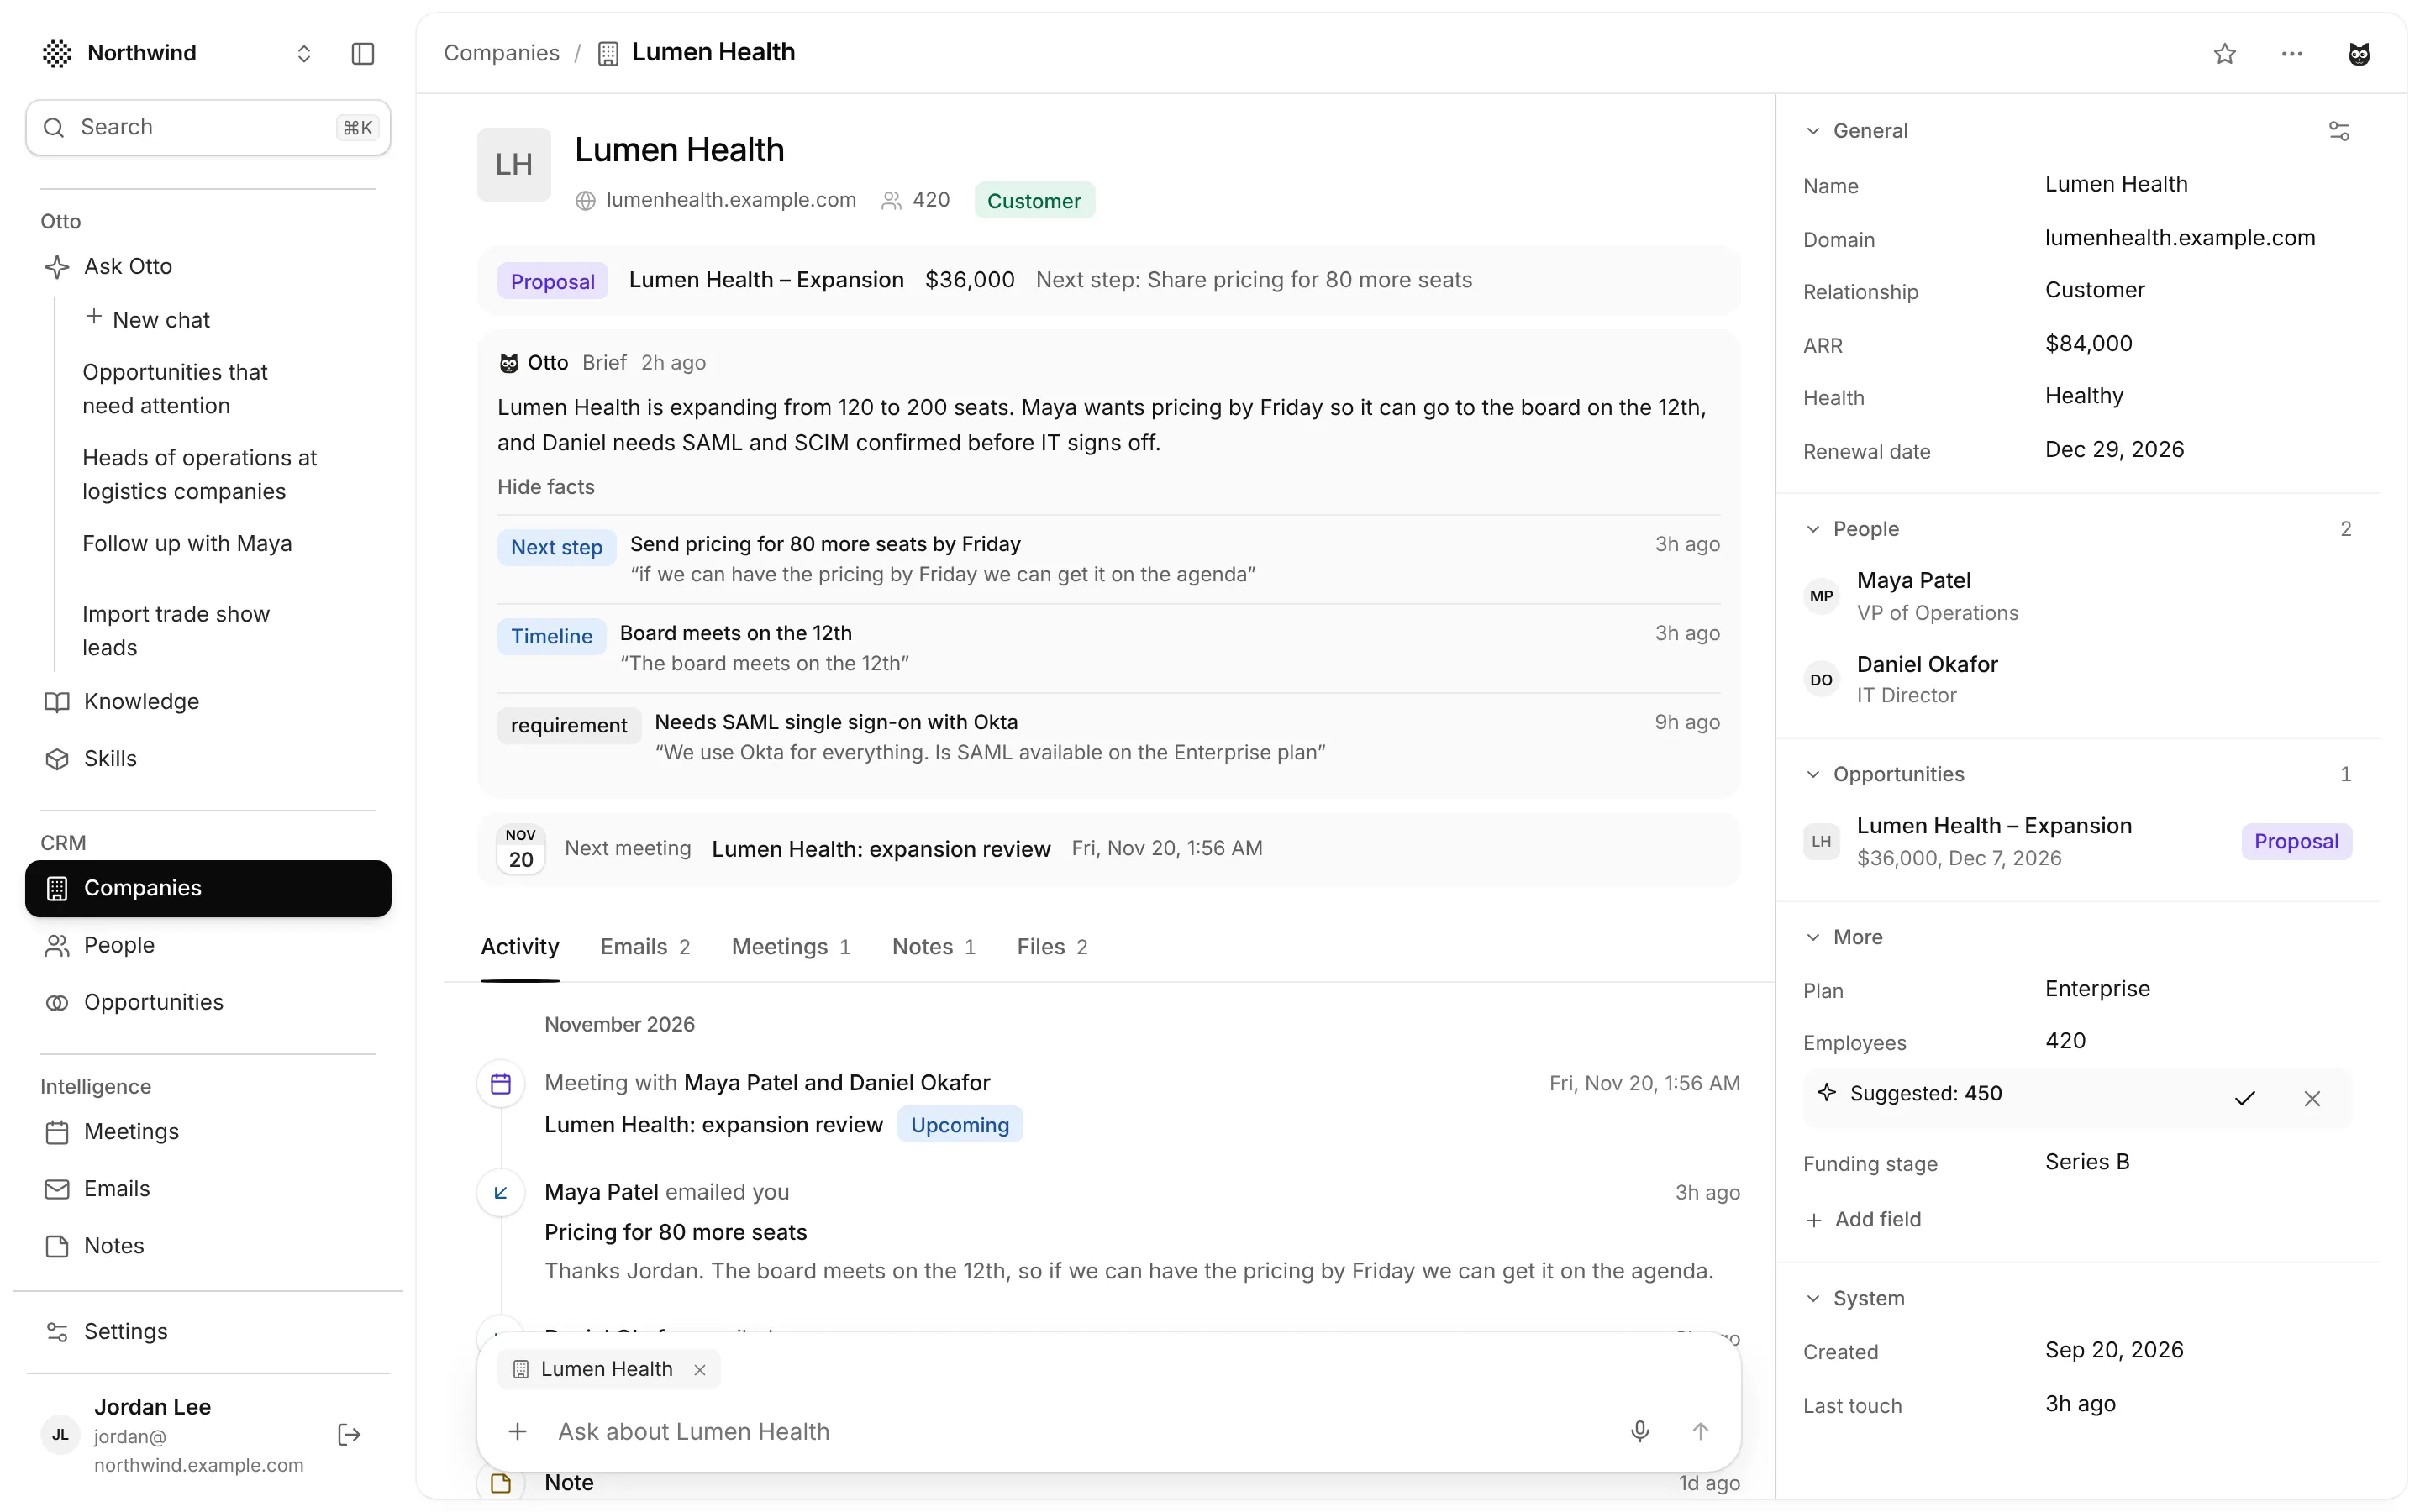 Northwind
Search
⌘K
Otto
Ask Otto
New chat
Opportunities that
need attention
Heads of operations at
logistics companies
Follow up with Maya
Import trade show
leads
Knowledge
Skills
CRM
Companies
People
Opportunities
Intelligence
Meetings
Emails
Notes
Settings
JL
Jordan Lee
jordan@
northwind.example.com
Companies / Lumen Health
LH
Lumen Health
lumenhealth.example.com 420 Customer
Proposal Lumen Health – Expansion $36,000 Next step: Share pricing for 80 more seats
Otto Brief 2h ago
Lumen Health is expanding from 120 to 200 seats. Maya wants pricing by Friday so it can go to the board on the 12th,
and Daniel needs SAML and SCIM confirmed before IT signs off.
Hide facts
Next step Send pricing for 80 more seats by Friday 3h ago
“if we can have the pricing by Friday we can get it on the agenda”
Timeline Board meets on the 12th 3h ago
“The board meets on the 12th”
requirement Needs SAML single sign-on with Okta 9h ago
“We use Okta for everything. Is SAML available on the Enterprise plan”
NOV
20
Next meeting Lumen Health: expansion review Fri, Nov 20, 1:56 AM
Activity Emails 2 Meetings 1 Notes 1 Files 2
November 2026
Meeting with Maya Patel and Daniel Okafor Fri, Nov 20, 1:56 AM
Lumen Health: expansion review Upcoming
Maya Patel emailed you 3h ago
Pricing for 80 more seats
Thanks Jordan. The board meets on the 12th, so if we can have the pricing by Friday we can get it on the agenda.
Lumen Health
Ask about Lumen Health
Note 1d ago
General
Name Lumen Health
Domain lumenhealth.example.com
Relationship Customer
ARR $84,000
Health Healthy
Renewal date Dec 29, 2026
People 2
MP Maya Patel
VP of Operations
DO Daniel Okafor
IT Director
Opportunities 1
LH Lumen Health – Expansion
$36,000, Dec 7, 2026
Proposal
More
Plan Enterprise
Employees 420
Suggested: 450
Funding stage Series B
Add field
System
Created Sep 20, 2026
Last touch 3h ago